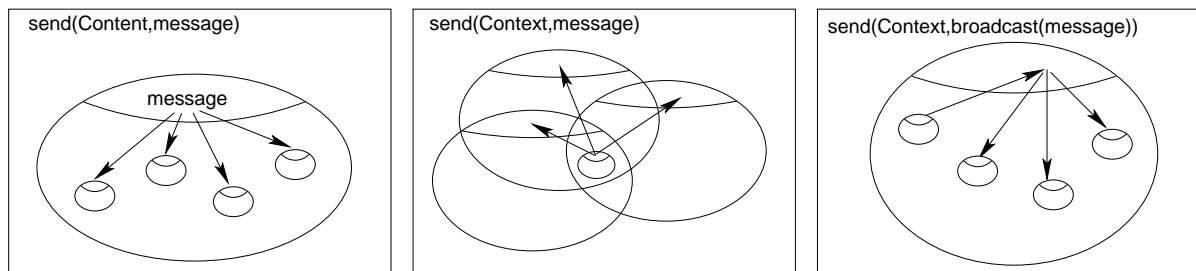 send(Content,message)
message
send(Context,message)
send(Context,broadcast(message))